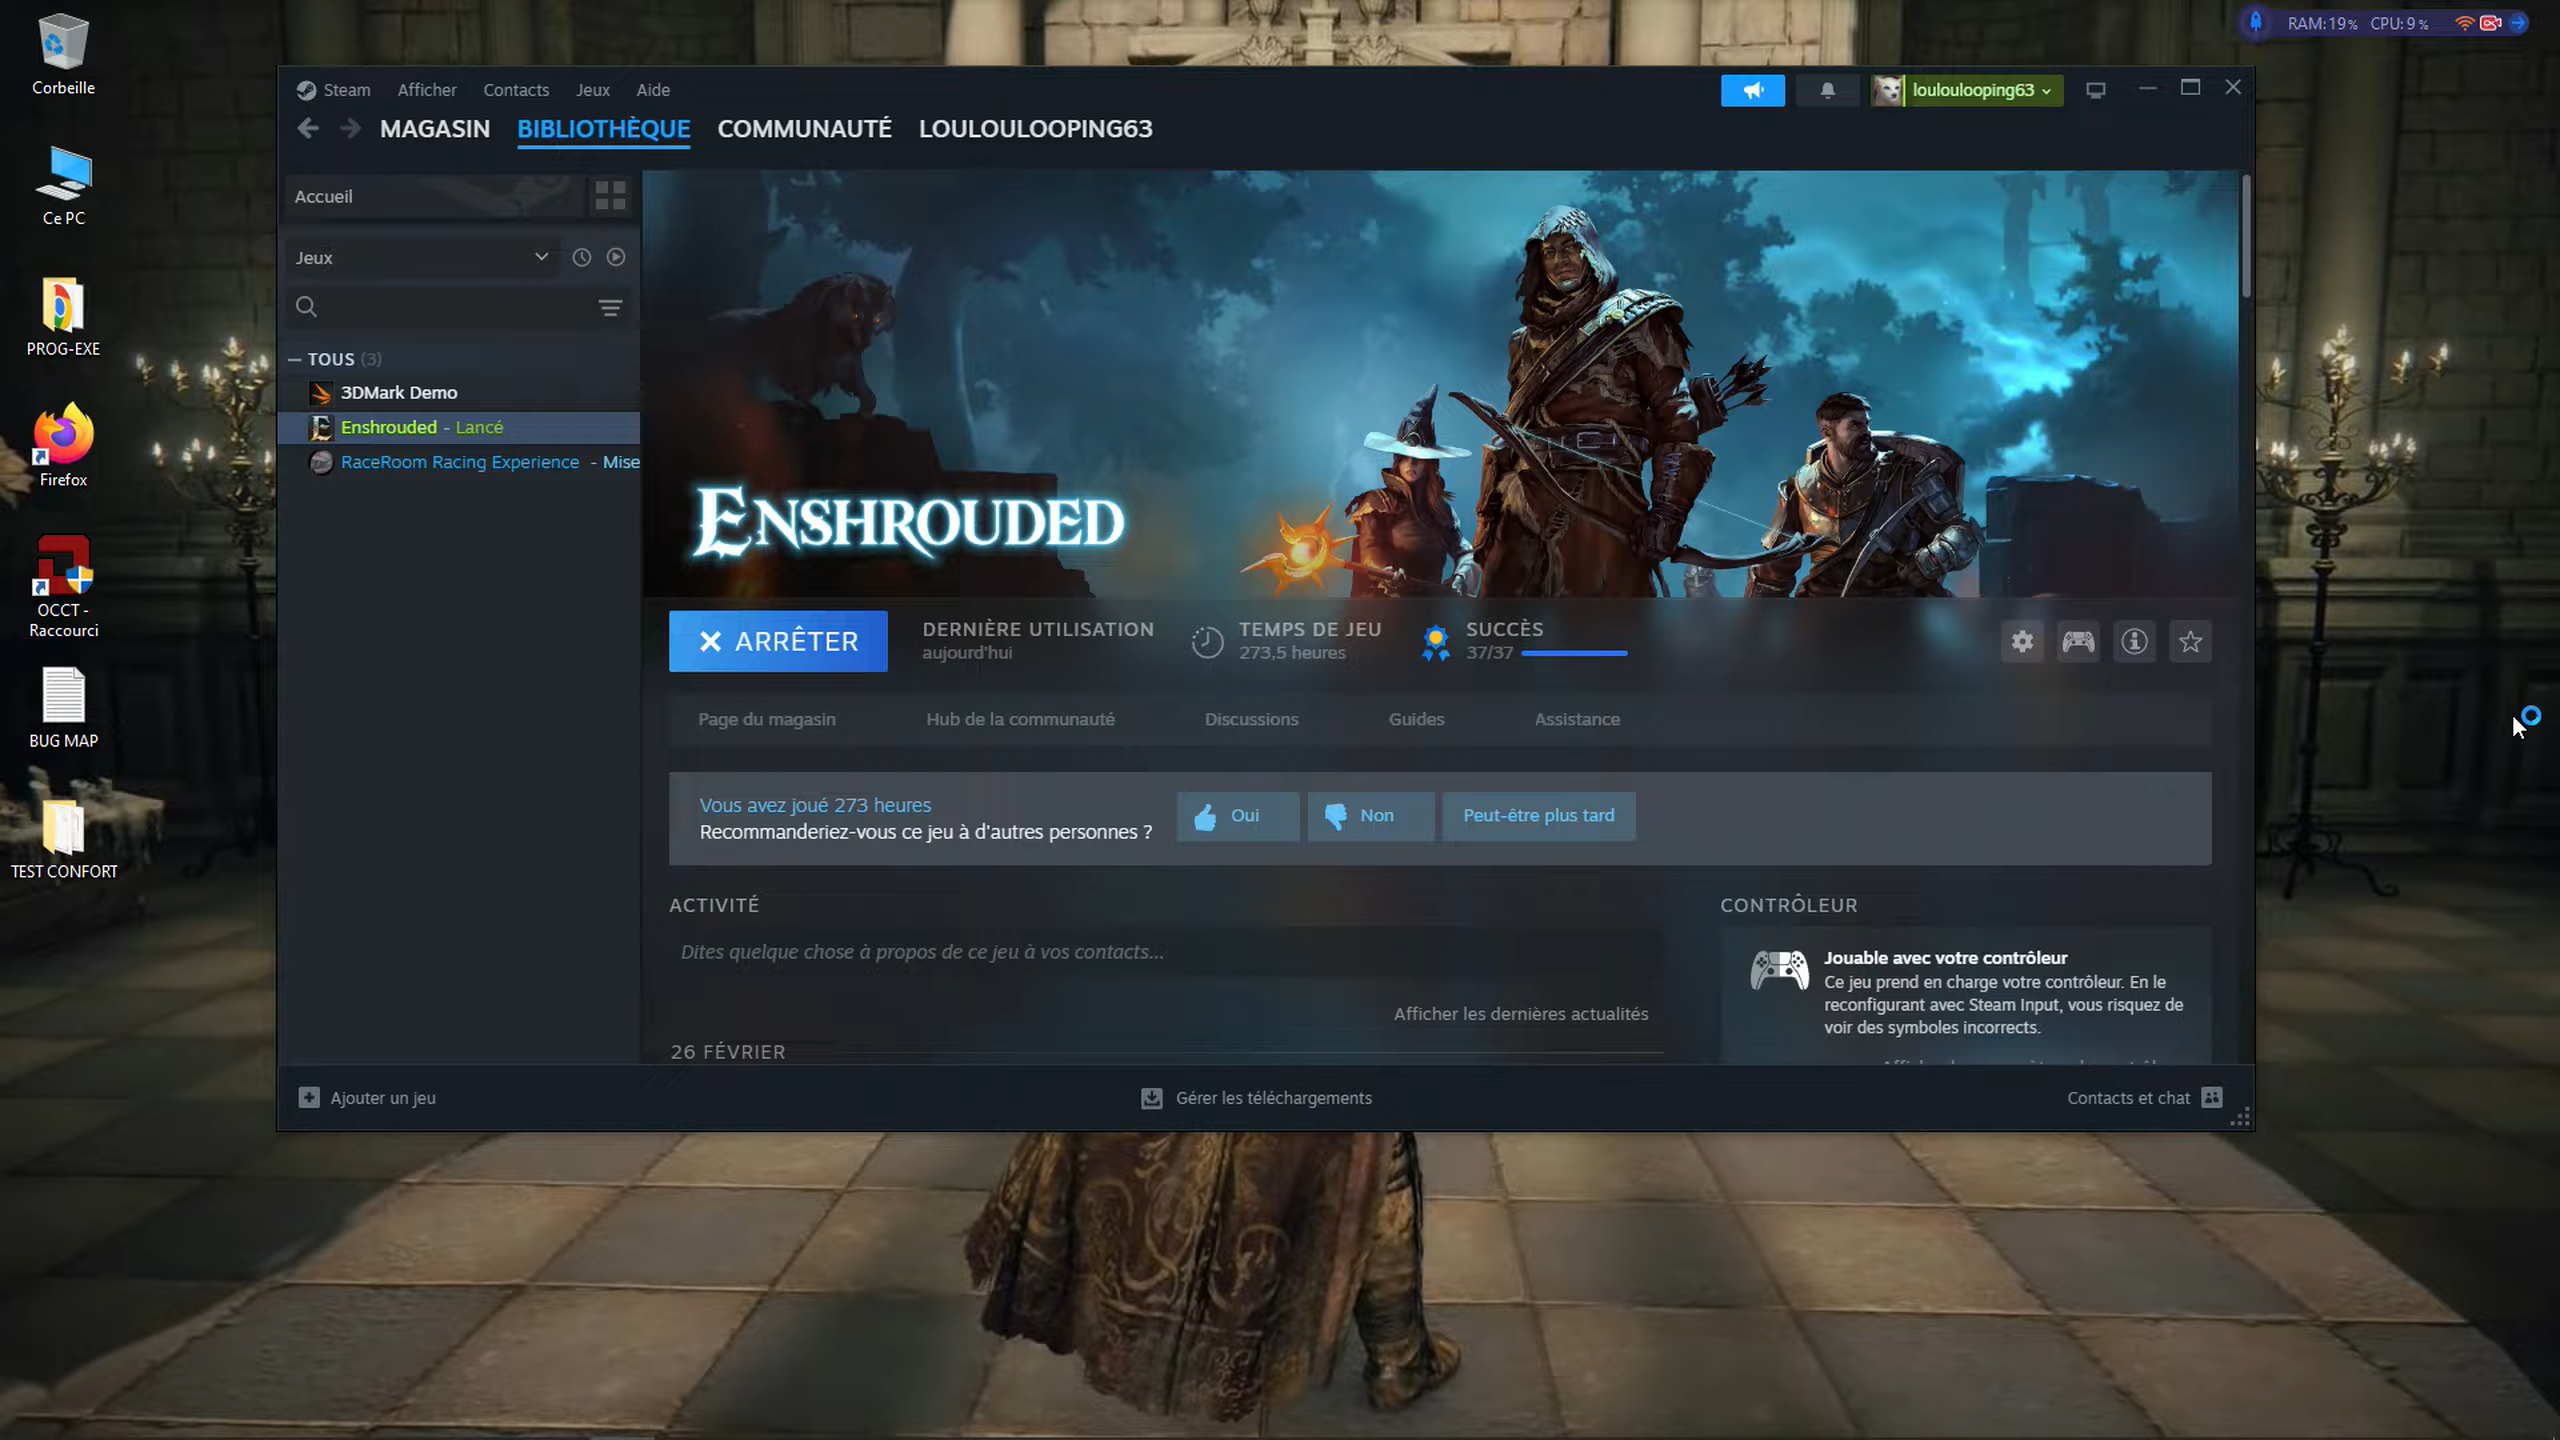 Corbeille
Ce PC
PROG-EXE
Firefox
OCCT -
Raccourci
BUG MAP
TEST CONFORT
RAM:19% CPU:9%
Steam Afficher Contacts Jeux Aide
louloulooping63
MAGASIN BIBLIOTHÈQUE COMMUNAUTÉ LOULOULOOPING63
Accueil
Jeux
TOUS (3)
3DMark Demo
Enshrouded - Lancé
RaceRoom Racing Experience - Mise
ENSHROUDED
ARRÊTER
DERNIÈRE UTILISATION
aujourd'hui
TEMPS DE JEU
273,5 heures
SUCCÈS
37/37
Page du magasin Hub de la communauté Discussions Guides Assistance
Vous avez joué 273 heures
Recommanderiez-vous ce jeu à d'autres personnes ?
Oui Non Peut-être plus tard
ACTIVITÉ
Dites quelque chose à propos de ce jeu à vos contacts...
Afficher les dernières actualités
26 FÉVRIER
CONTRÔLEUR
Jouable avec votre contrôleur
Ce jeu prend en charge votre contrôleur. En le
reconfigurant avec Steam Input, vous risquez de
voir des symboles incorrects.
Ajouter un jeu
Gérer les téléchargements
Contacts et chat